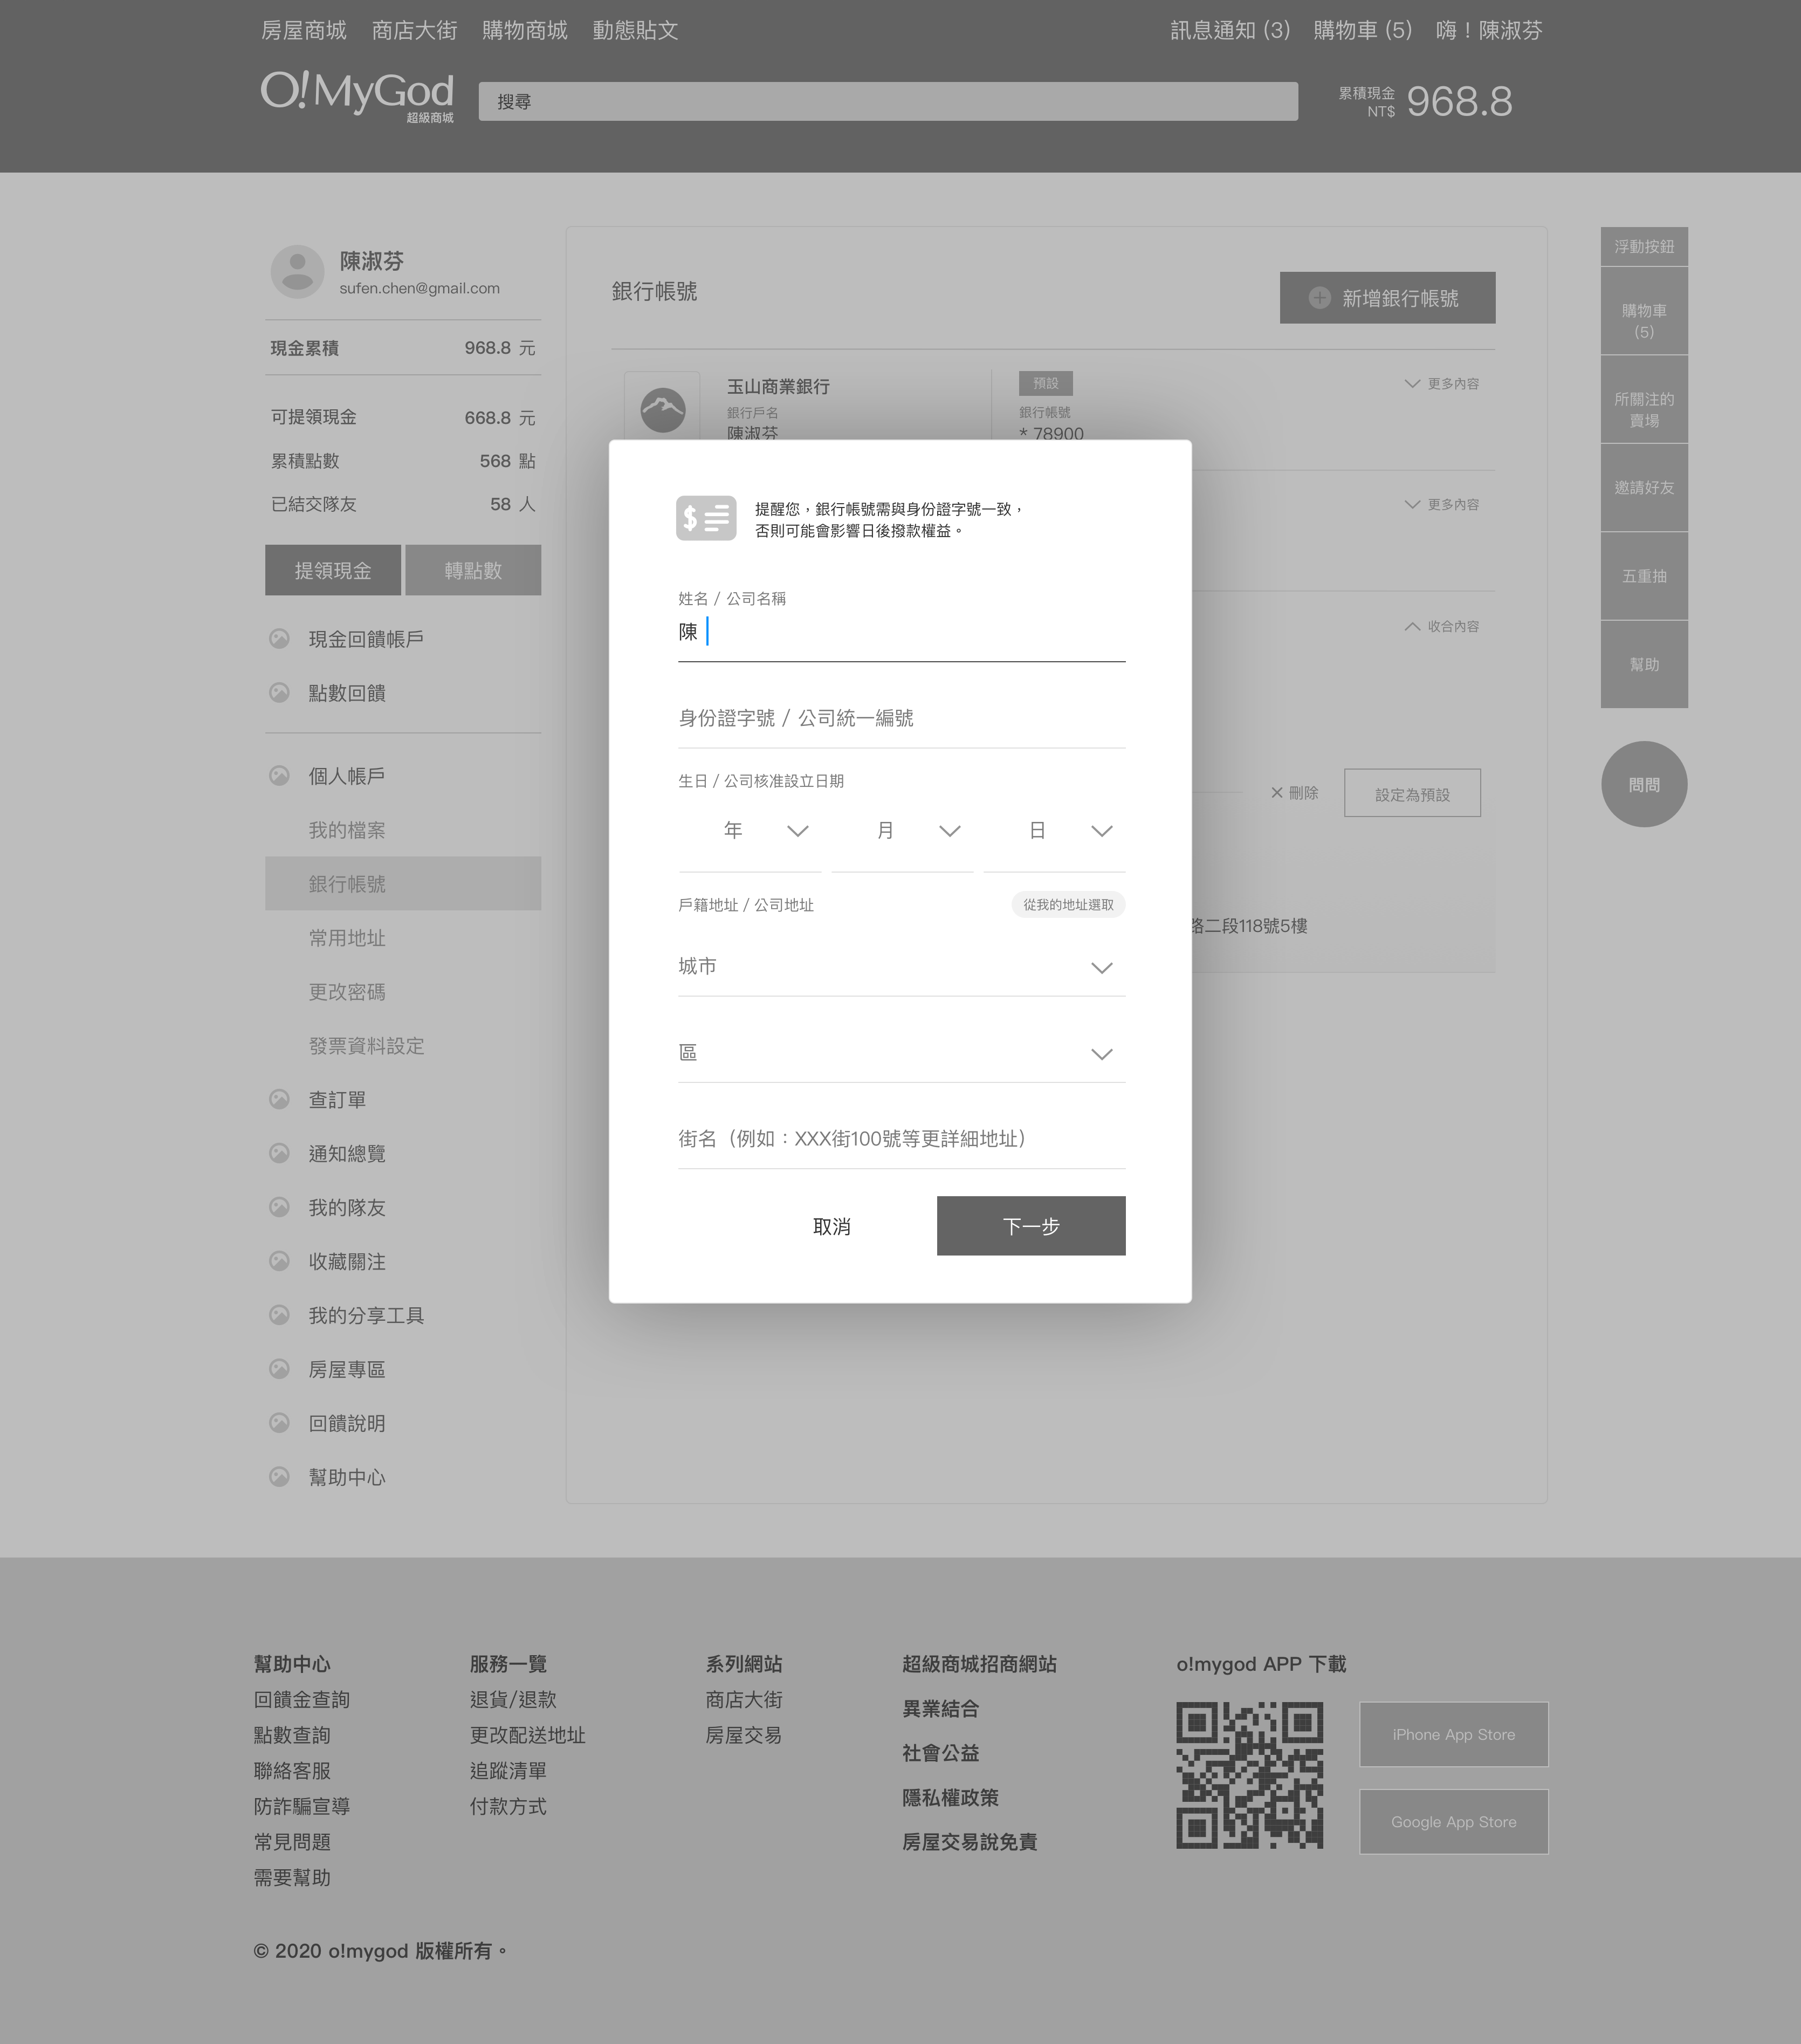 房屋商城 商店大街 購物商城 動態貼文 訊息通知 (3) 購物車 (5) 嗨！陳淑芬
O!MyGod
超級商城
搜尋
累積現金
NT$
968.8
陳淑芬
sufen.chen@gmail.com
現金累積 968.8 元
可提領現金 668.8 元
累積點數 568 點
已結交隊友 58 人
提領現金 轉點數
現金回饋帳戶
點數回饋
個人帳戶
我的檔案
銀行帳號
常用地址
更改密碼
發票資料設定
查訂單
通知總覽
我的隊友
收藏關注
我的分享工具
房屋專區
回饋說明
幫助中心
銀行帳號
新增銀行帳號
玉山商業銀行
銀行戶名
陳淑芬
預設
銀行帳號
* 78900
更多內容
更多內容
收合內容
刪除
設定為預設
路二段118號5樓
提醒您，銀行帳號需與身份證字號一致，
否則可能會影響日後撥款權益。
姓名 / 公司名稱
陳
身份證字號 / 公司統一編號
生日 / 公司核准設立日期
年 月 日
戶籍地址 / 公司地址
從我的地址選取
城市
區
街名（例如：XXX街100號等更詳細地址）
取消
下一步
浮動按鈕
購物車
(5)
所關注的
賣場
邀請好友
五重抽
幫助
問問
幫助中心
回饋金查詢
點數查詢
聯絡客服
防詐騙宣導
常見問題
需要幫助
服務一覽
退貨/退款
更改配送地址
追蹤清單
付款方式
系列網站
商店大街
房屋交易
超級商城招商網站
異業結合
社會公益
隱私權政策
房屋交易說免責
o!mygod APP 下載
iPhone App Store
Google App Store
© 2020 o!mygod 版權所有。